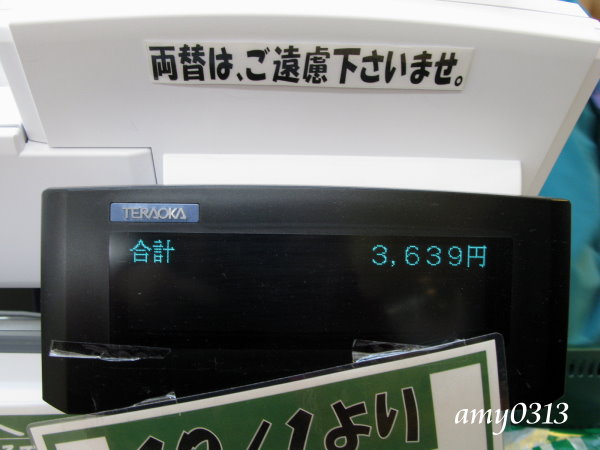 両替は、ご遠慮下さいませ。
TERAOKA
合計 3,639円
より
amy0313